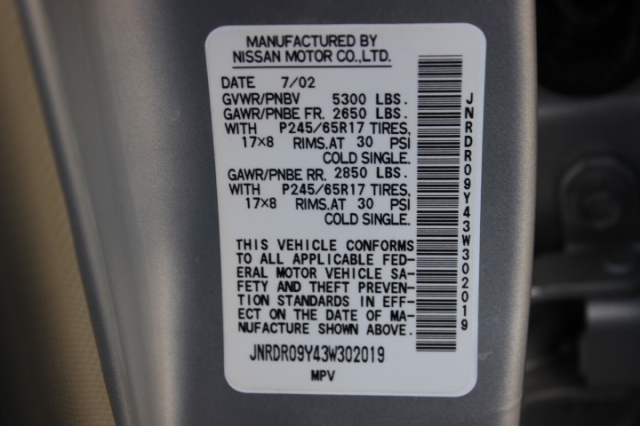 MANUFACTURED BY
NISSAN MOTOR CO.,LTD.
DATE 7/02
GVWR/PNBV 5300 LBS.
GAWR/PNBE FR. 2650 LBS.
WITH P245/65R17 TIRES,
17×8 RIMS.AT 30 PSI
COLD SINGLE.
GAWR/PNBE RR. 2850 LBS.
WITH P245/65R17 TIRES,
17×8 RIMS.AT 30 PSI
COLD SINGLE.
THIS VEHICLE CONFORMS
TO ALL APPLICABLE FED-
ERAL MOTOR VEHICLE SA-
FETY AND THEFT PREVEN-
TION STANDARDS IN EFF-
ECT ON THE DATE OF MA-
NUFACTURE SHOWN ABOVE.
JNRDR09Y43W302019
MPV
JNRDR09Y43W302019